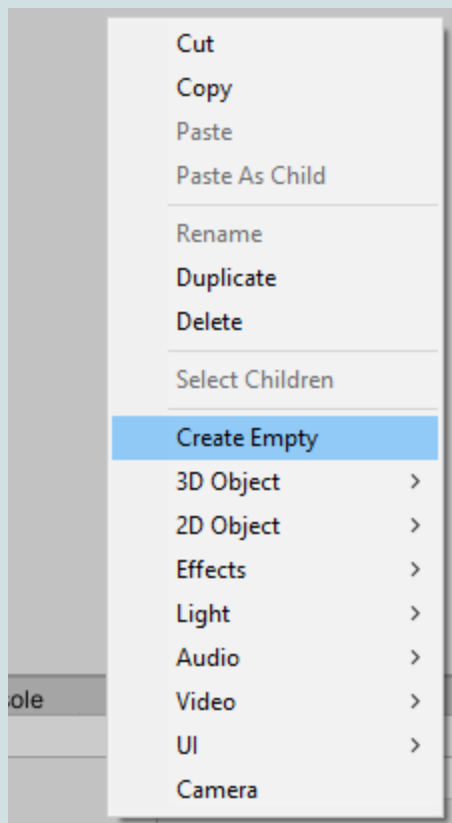 Cut
Copy
Paste
Paste As Child
Rename
Duplicate
Delete
Select Children
Create Empty
3D Object
2D Object
Effects
Light
Audio
Video
UI
Camera